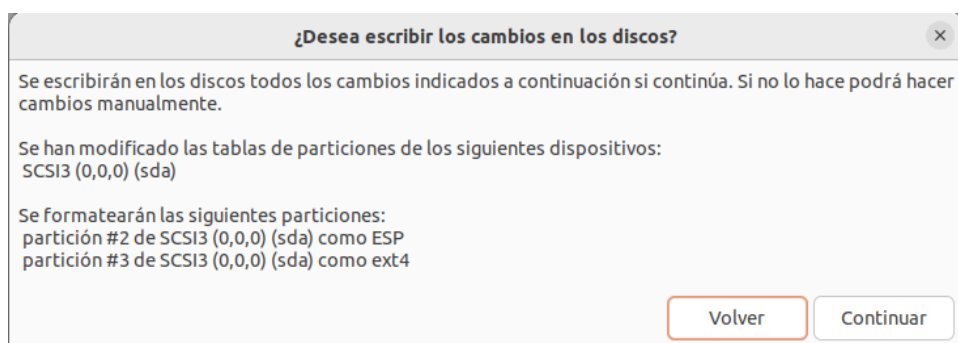 ¿Desea escribir los cambios en los discos?
Se escribirán en los discos todos los cambios indicados a continuación si continúa. Si no lo hace podrá hacer
cambios manualmente.
Se han modificado las tablas de particiones de los siguientes dispositivos:
SCSI3 (0,0,0) (sda)
Se formatearán las siguientes particiones:
partición #2 de SCSI3 (0,0,0) (sda) como ESP
partición #3 de SCSI3 (0,0,0) (sda) como ext4
Volver Continuar